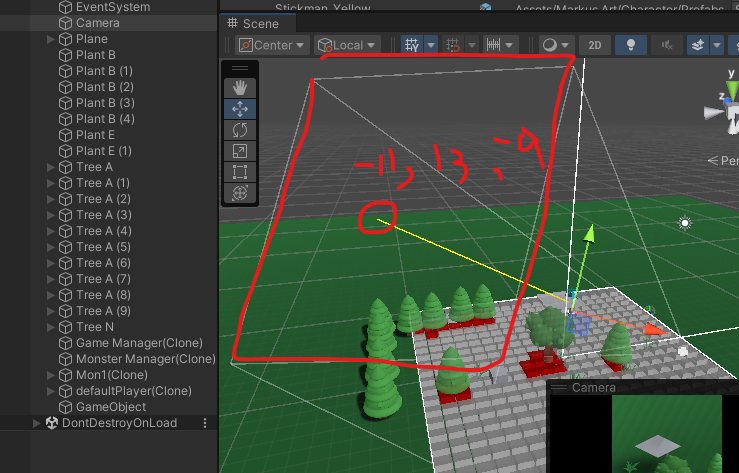 EventSystem
Camera
Plane
Plant B
Plant B (1)
Plant B (2)
Plant B (3)
Plant B (4)
Plant E
Plant E (1)
Tree A
Tree A (1)
Tree A (2)
Tree A (3)
Tree A (4)
Tree A (5)
Tree A (6)
Tree A (7)
Tree A (8)
Tree A (9)
Tree N
Game Manager(Clone)
Monster Manager(Clone)
Mon1(Clone)
defaultPlayer(Clone)
GameObject
DontDestroyOnLoad
Stickman Yellow
Assets/Markus Art/Character/Prefabs
Scene
Center
Local
2D
y
z
Per
-11, 13, -9
Camera